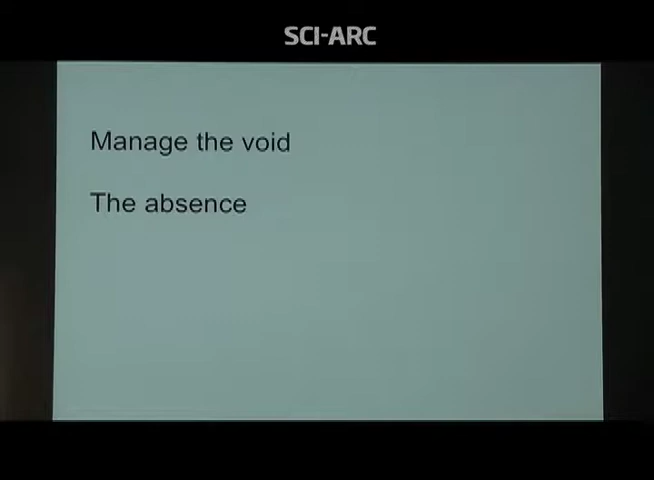 SCI-ARC
Manage the void
The absence